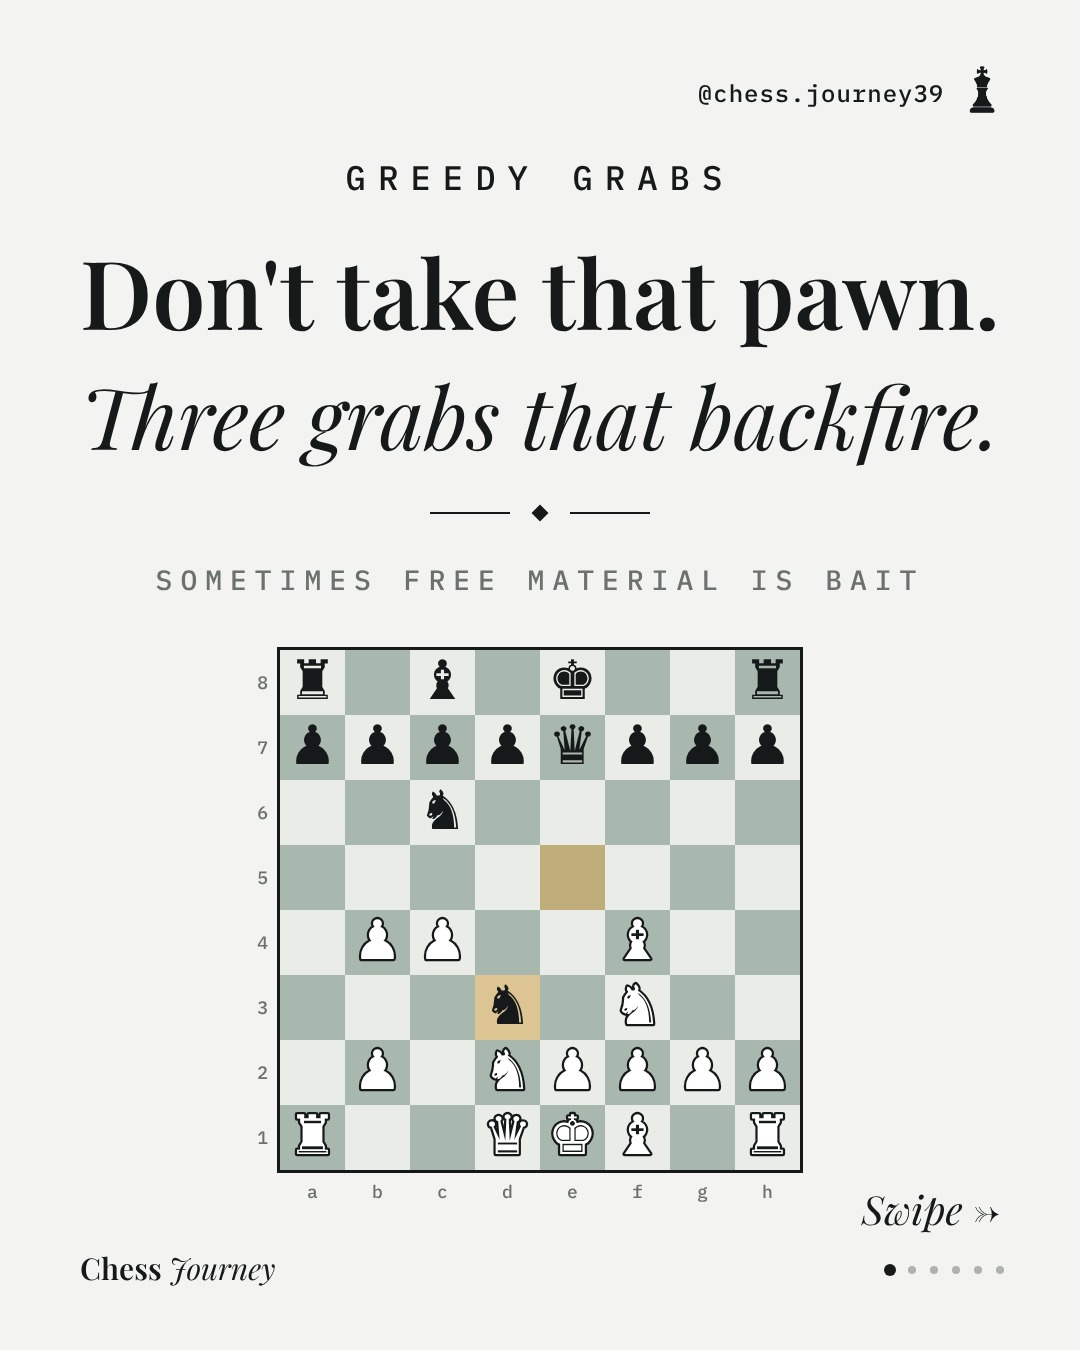 @chess.journey39
GREEDY GRABS
Don't take that pawn.
Three grabs that backfire.
SOMETIMES FREE MATERIAL IS BAIT
8
7
6
5
4
3
2
1
a b c d e f g h
Swipe
Chess Journey